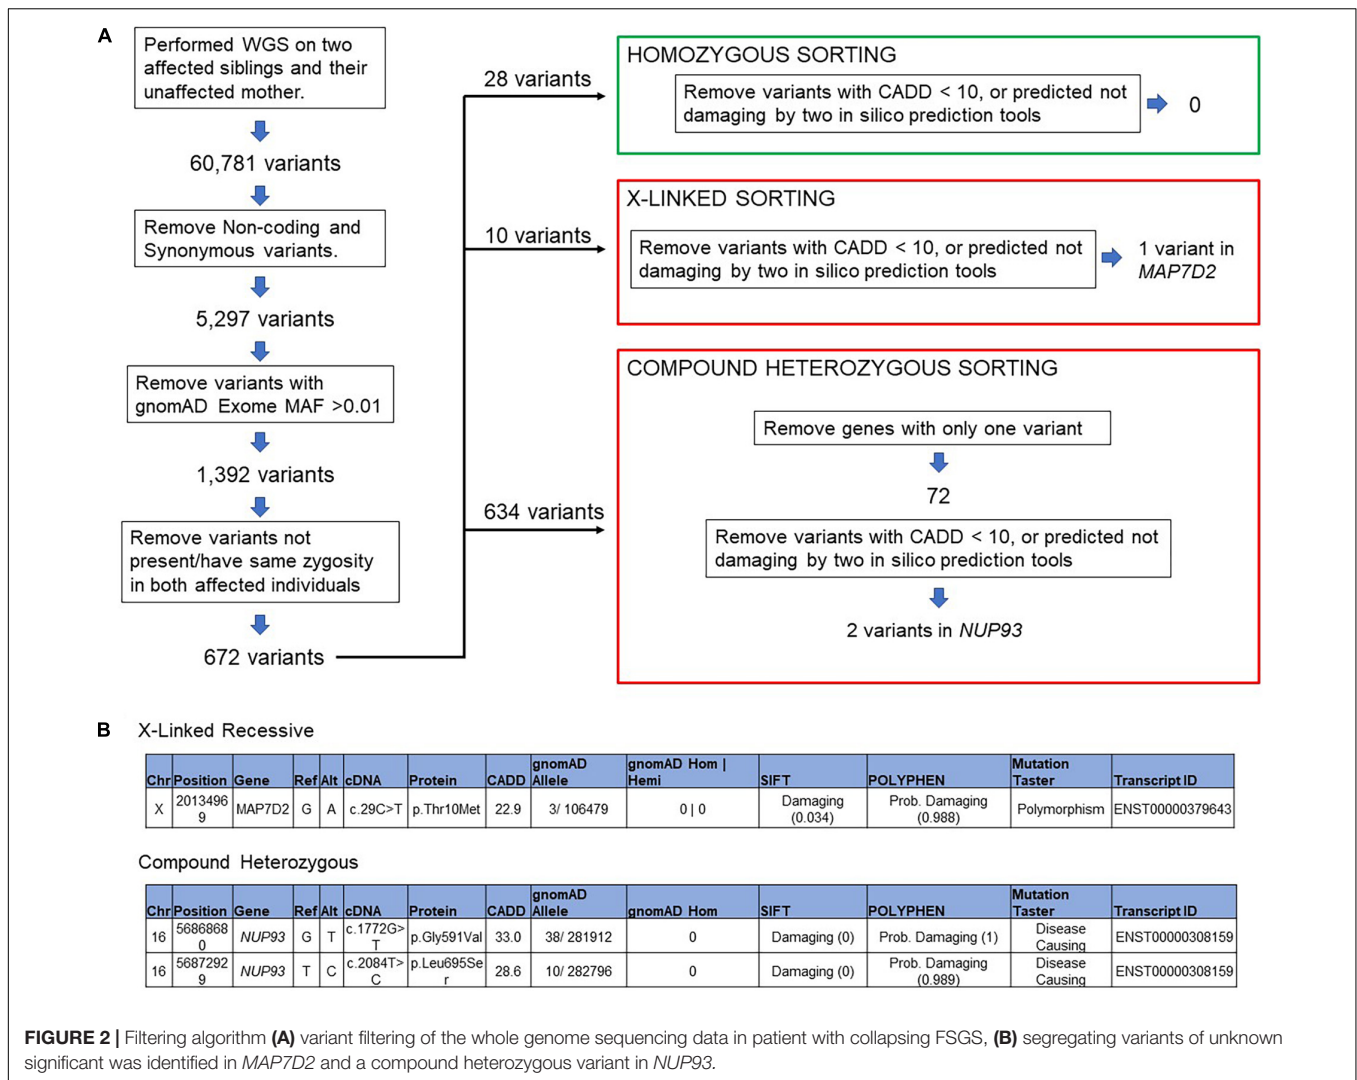 A
Performed WGS on two
affected siblings and their
unaffected mother.
60,781 variants
Remove Non-coding and
Synonymous variants.
5,297 variants
Remove variants with
gnomAD Exome MAF >0.01
1,392 variants
Remove variants not
present/have same zygosity
in both affected individuals
672 variants
28 variants
HOMOZYGOUS SORTING
Remove variants with CADD < 10, or predicted not
damaging by two in silico prediction tools
0
10 variants
X-LINKED SORTING
Remove variants with CADD < 10, or predicted not
damaging by two in silico prediction tools
1 variant in
MAP7D2
634 variants
COMPOUND HETEROZYGOUS SORTING
Remove genes with only one variant
72
Remove variants with CADD < 10, or predicted not
damaging by two in silico prediction tools
2 variants in NUP93
B X-Linked Recessive
Chr Position Gene Ref Alt cDNA Protein CADD gnomAD Allele gnomAD Hom | Hemi SIFT POLYPHEN Mutation Taster Transcript ID
X 20134969 MAP7D2 G A c.29C>T p.Thr10Met 22.9 3/ 106479 0 | 0 Damaging (0.034) Prob. Damaging (0.988) Polymorphism ENST00000379643
Compound Heterozygous
Chr Position Gene Ref Alt cDNA Protein CADD gnomAD Allele gnomAD Hom SIFT POLYPHEN Mutation Taster Transcript ID
16 56868680 NUP93 G T c.1772G>T p.Gly591Val 33.0 38/ 281912 0 Damaging (0) Prob. Damaging (1) Disease Causing ENST00000308159
16 56872929 NUP93 T C c.2084T>C p.Leu695Ser 28.6 10/ 282796 0 Damaging (0) Prob. Damaging (0.989) Disease Causing ENST00000308159
FIGURE 2 | Filtering algorithm (A) variant filtering of the whole genome sequencing data in patient with collapsing FSGS, (B) segregating variants of unknown
significant was identified in MAP7D2 and a compound heterozygous variant in NUP93.